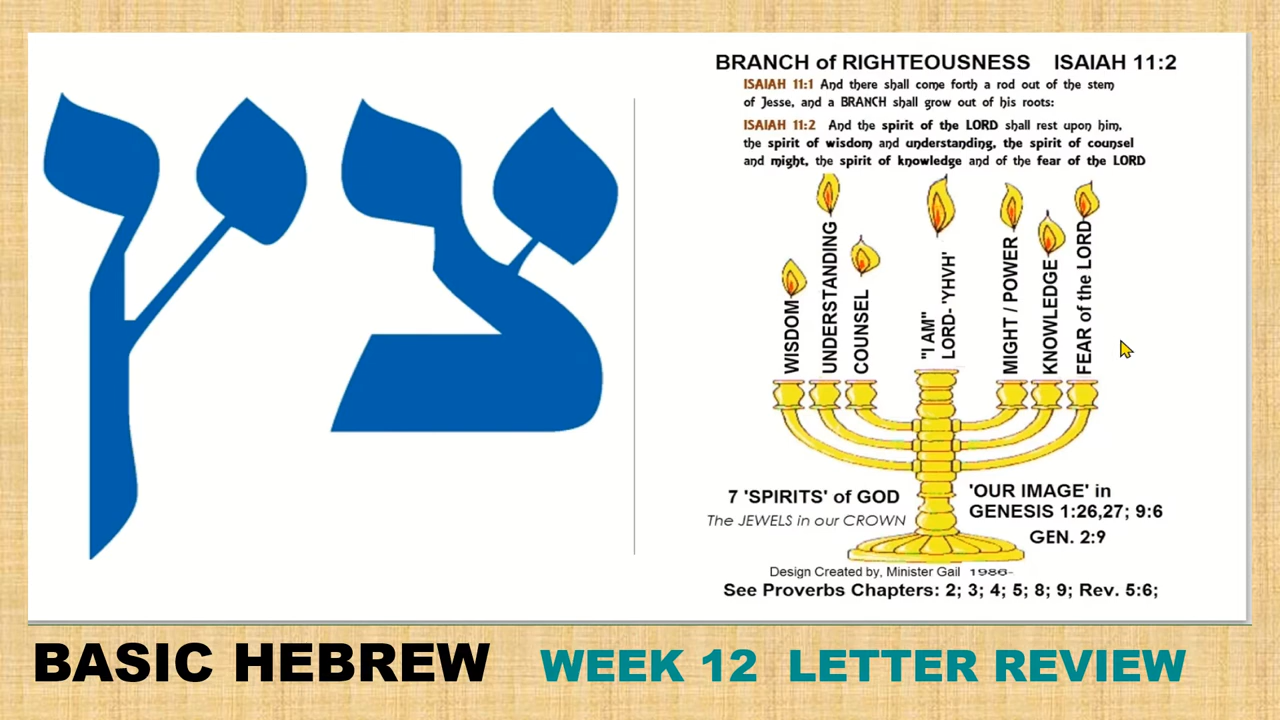 צ ץ
BRANCH of RIGHTEOUSNESS ISAIAH 11:2
ISAIAH 11:1 And there shall come forth a rod out of the stem
of Jesse, and a BRANCH shall grow out of his roots:
ISAIAH 11:2 And the spirit of the LORD shall rest upon him,
the spirit of wisdom and understanding, the spirit of counsel
and might, the spirit of knowledge and of the fear of the LORD
WISDOM
UNDERSTANDING
COUNSEL
"I AM"
LORD- 'YHVH'
MIGHT / POWER
KNOWLEDGE
FEAR of the LORD
7 'SPIRITS' of GOD
The JEWELS in our CROWN
'OUR IMAGE' in
GENESIS 1:26,27; 9:6
GEN. 2:9
Design Created by, Minister Gail 1986-
See Proverbs Chapters: 2; 3; 4; 5; 8; 9; Rev. 5:6;
BASIC HEBREW WEEK 12 LETTER REVIEW